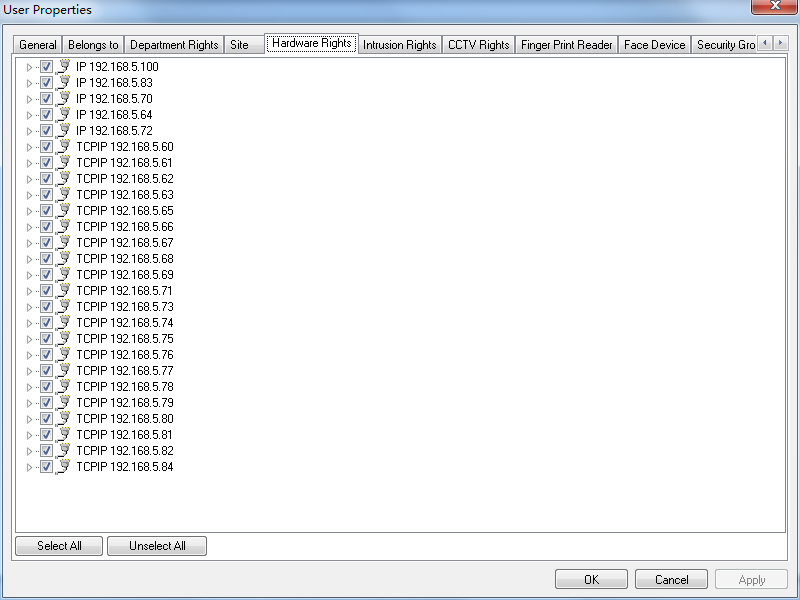 User Properties
General Belongs to Department Rights Site Hardware Rights Intrusion Rights CCTV Rights Finger Print Reader Face Device Security Gro
IP 192.168.5.100
IP 192.168.5.83
IP 192.168.5.70
IP 192.168.5.64
IP 192.168.5.72
TCPIP 192.168.5.60
TCPIP 192.168.5.61
TCPIP 192.168.5.62
TCPIP 192.168.5.63
TCPIP 192.168.5.65
TCPIP 192.168.5.66
TCPIP 192.168.5.67
TCPIP 192.168.5.68
TCPIP 192.168.5.69
TCPIP 192.168.5.71
TCPIP 192.168.5.73
TCPIP 192.168.5.74
TCPIP 192.168.5.75
TCPIP 192.168.5.76
TCPIP 192.168.5.77
TCPIP 192.168.5.78
TCPIP 192.168.5.79
TCPIP 192.168.5.80
TCPIP 192.168.5.81
TCPIP 192.168.5.82
TCPIP 192.168.5.84
Select All Unselect All
OK Cancel Apply